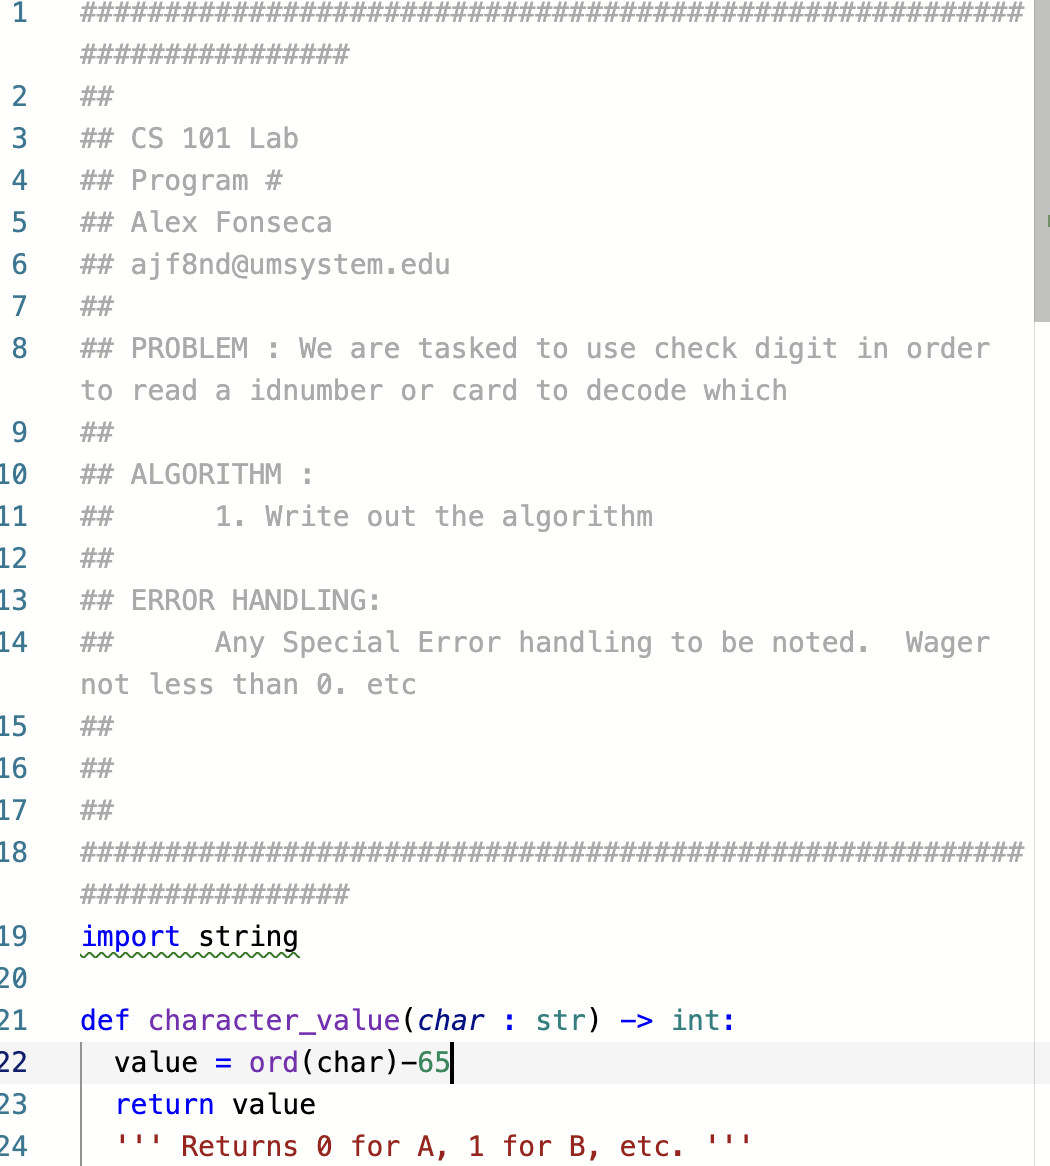 1 ########################################################
################
2 ##
3 ## CS 101 Lab
4 ## Program #
5 ## Alex Fonseca
6 ## ajf8nd@umsystem.edu
7 ##
8 ## PROBLEM : We are tasked to use check digit in order
to read a idnumber or card to decode which
9 ##
10 ## ALGORITHM :
11 ##      1. Write out the algorithm
12 ##
13 ## ERROR HANDLING:
14 ##      Any Special Error handling to be noted.  Wager
not less than 0. etc
15 ##
16 ##
17 ##
18 ########################################################
################
19 import string
20
21 def character_value(char : str) -> int:
22   value = ord(char)-65
23   return value
24   ''' Returns 0 for A, 1 for B, etc. '''